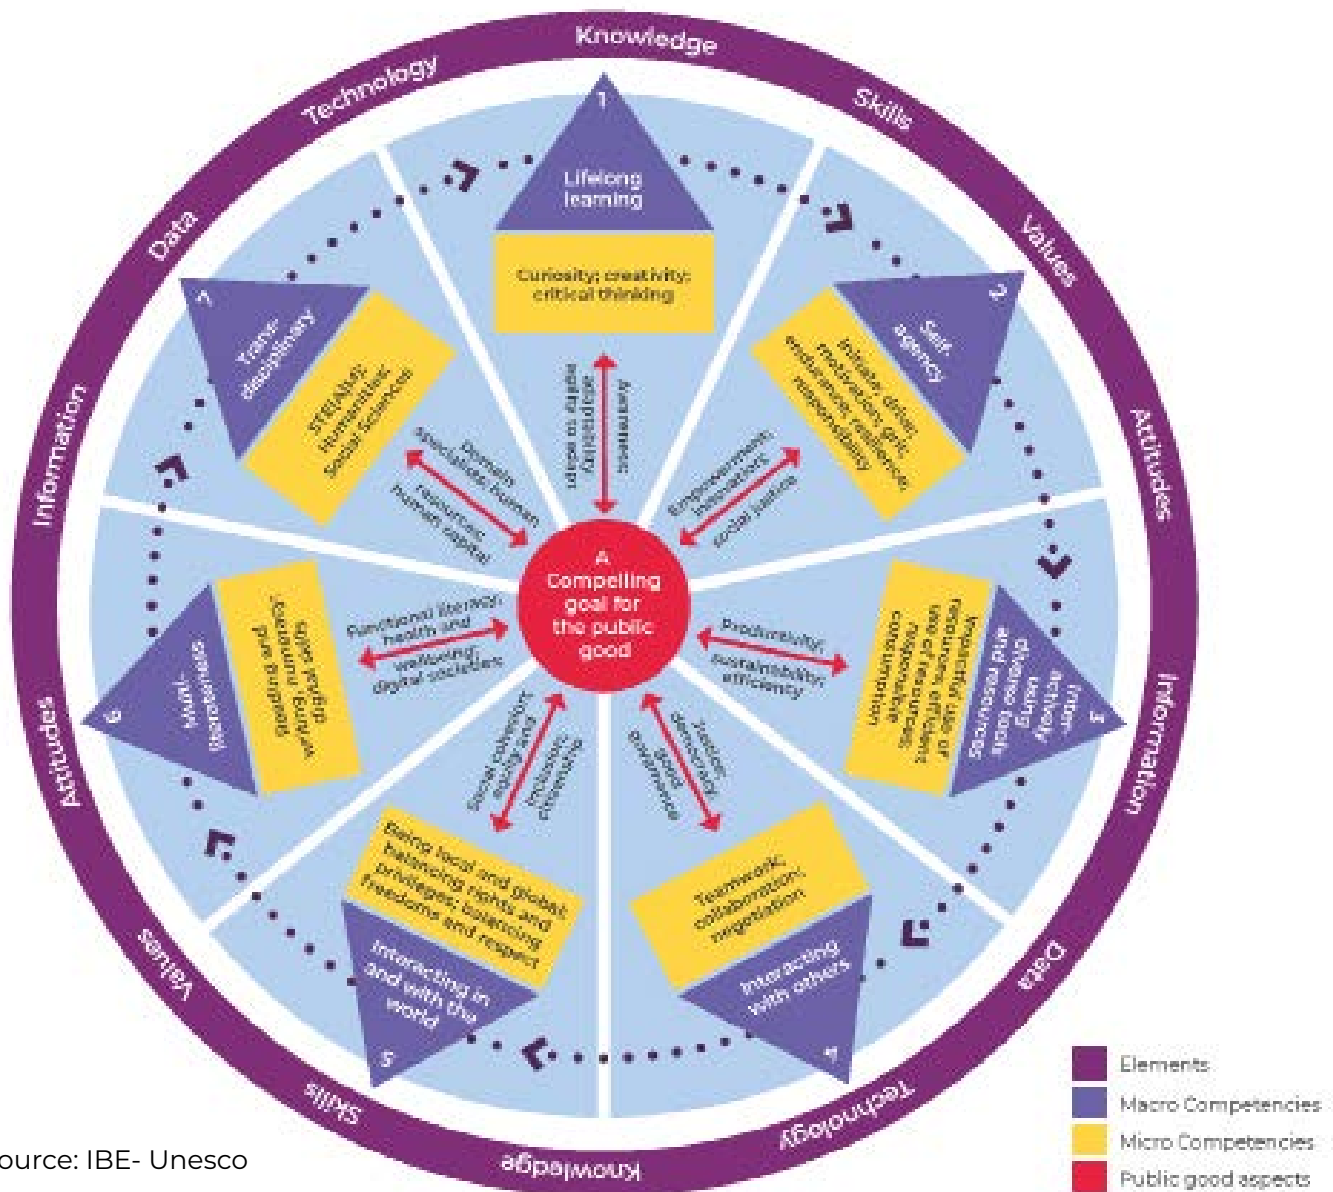 Knowledge
Skills
Values
Attitudes
Information
Data
Technology
Knowledge
Skills
Values
Attitudes
Information
Data
Technology
1
Lifelong
learning
Curiosity; creativity;
critical thinking
Awareness;
adaptability
agility to adapt
2
Self-
agency
Initiate, drive;
motivation; grit,
endurance, resilience;
responsibility
Empowerment;
innovation;
social justice
3
Inter-
actively
using
diverse tools
and resources
Impactful use of
resources, efficient
use of resources;
responsible
consumption
Productivity;
sustainability;
efficiency
4
Interacting
with others
Teamwork;
collaboration;
negotiation
Justice;
democracy
good
governance
5
Interacting in
and with the
world
Being local and global;
balancing rights and
privileges; balancing
freedoms and respect
Social cohesion;
equity and
inclusion;
citizenship
6
Multi-
literateness
Reading and
writing, numeracy;
digital skills
Functional literacy;
health and
wellbeing;
digital societies;
7
Trans-
disciplinary
STE(A)M;
Humanities;
Social Sciences
Domain
specialists; human
resources;
human capital
A
Compelling
goal for
the public
good
Elements
Macro Competencies
Micro Competencies
Public good aspects
ource: IBE- Unesco